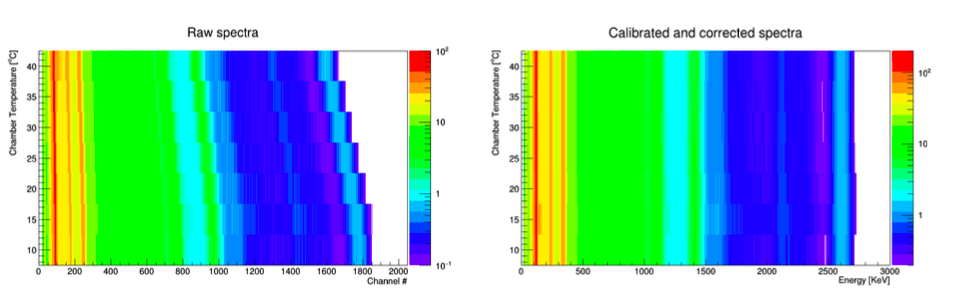 Raw spectra
Chamber Temperature [°C]
40
35
30
25
20
15
10
0 200 400 600 800 1000 1200 1400 1600 1800 2000
Channel #
10²
10
1
10⁻¹
Calibrated and corrected spectra
Chamber Temperature [°C]
40
35
30
25
20
15
10
0 500 1000 1500 2000 2500 3000
Energy [KeV]
10²
10
1